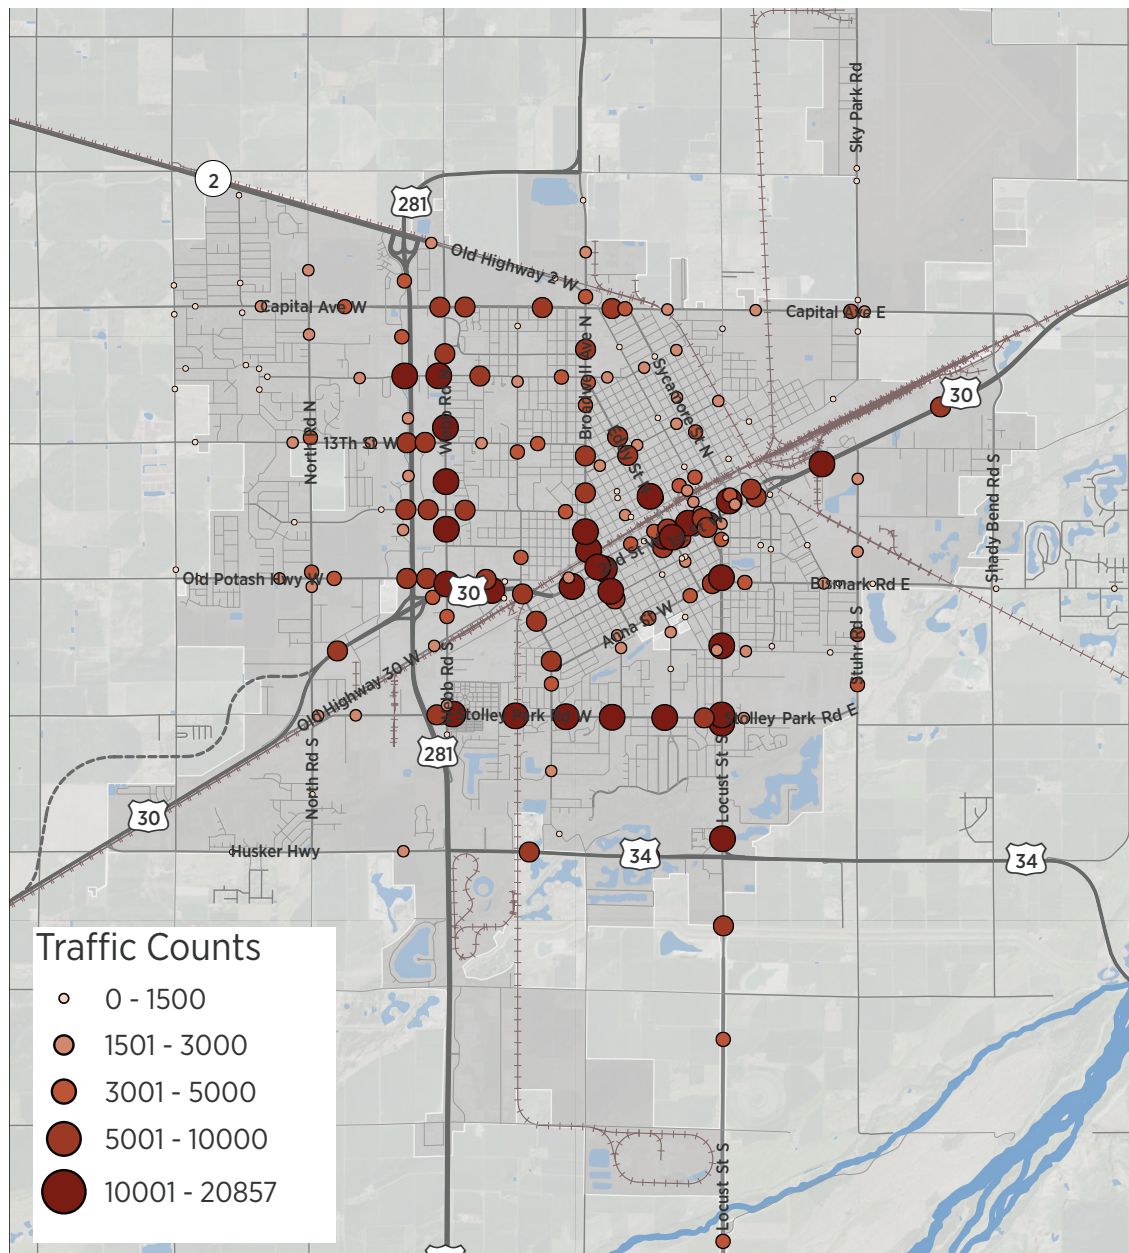 Sky Park Rd
2
281
Old Highway 2 W
Capital Ave W
Capital Ave E
Broadwell Ave N
Sycamore St N
30
Webb Rd N
North Rd N
13Th St W
Shady Bend Rd S
Old Potash Hwy W
30
Bismark Rd E
Anna St W
Stuhr Rd S
Old Highway 30 W
Webb Rd S
Stolley Park Rd W
Stolley Park Rd E
281
North Rd S
Locust St S
30
Husker Hwy
34
34
Traffic Counts
0 - 1500
1501 - 3000
3001 - 5000
5001 - 10000
10001 - 20857
Locust St S